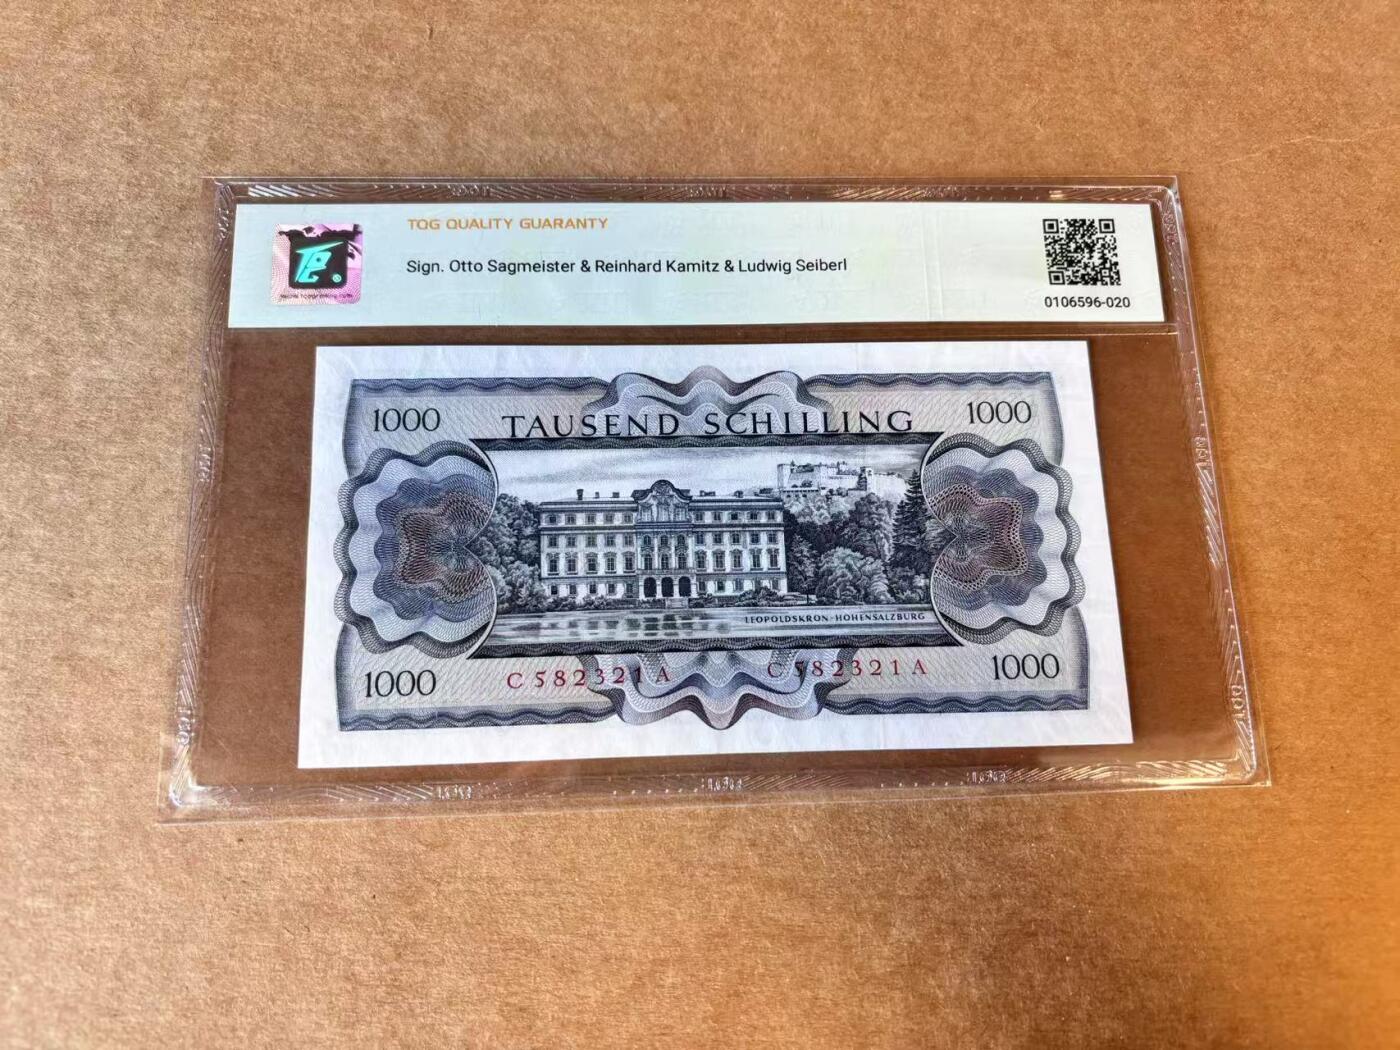 TQG QUALITY GUARANTY
Sign. Otto Sagmeister & Reinhard Kamitz & Ludwig Seiberl
0106596-020
1000
TAUSEND SCHILLING
1000
LEOPOLDSKRON-HOHENSALZBURG
1000
C 582321 A
C 582321 A
1000